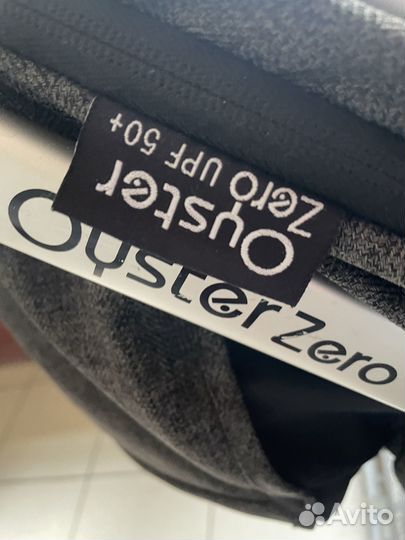 Oyster
Zero UPF 50+
OysterZero
Avito